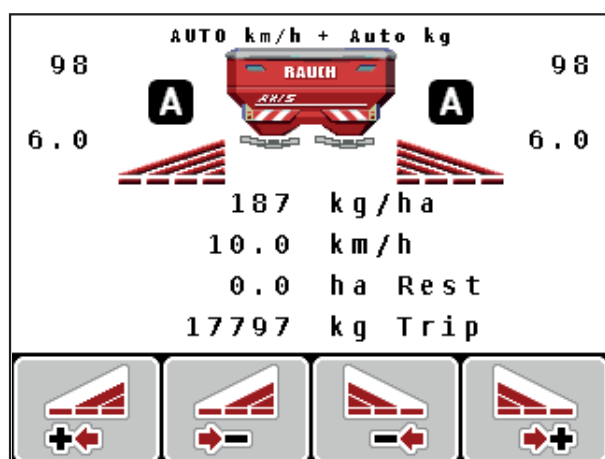 AUTO km/h + Auto kg
98 98
A RAUCH A
AXIS
6.0 6.0
187 kg/ha
10.0 km/h
0.0 ha Rest
17797 kg Trip